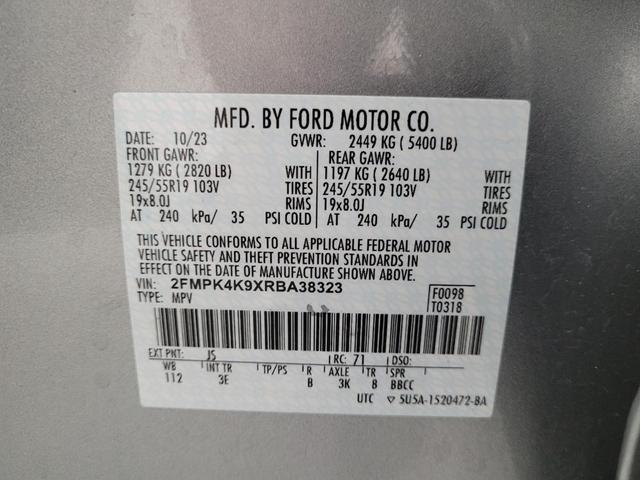 MFD. BY FORD MOTOR CO.
DATE: 10/23 GVWR: 2449 KG ( 5400 LB)
FRONT GAWR: REAR GAWR:
1279 KG ( 2820 LB) WITH 1197 KG ( 2640 LB) WITH
245/55R19 103V TIRES 245/55R19 103V TIRES
19x8.0J RIMS 19x8.0J RIMS
AT 240 kPa/ 35 PSI COLD AT 240 kPa/ 35 PSI COLD
THIS VEHICLE CONFORMS TO ALL APPLICABLE FEDERAL MOTOR
VEHICLE SAFETY AND THEFT PREVENTION STANDARDS IN
EFFECT ON THE DATE OF MANUFACTURE SHOWN ABOVE.
VIN: 2FMPK4K9XRBA38323 F0098
TYPE: MPV T0318
EXT PNT: JS RC: 71 DSO:
WB INT TR TP/PS R AXLE TR SPR
112 3E B 3K 8 BBCC
UTC ▽ 5U5A-1520472-BA